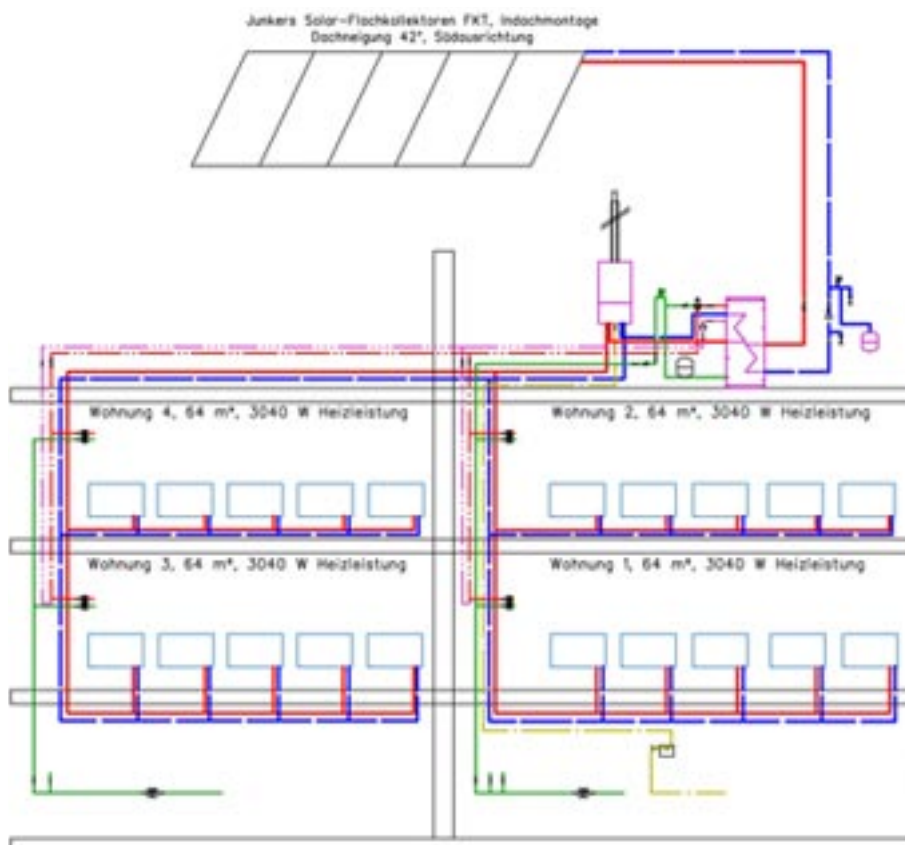 Junkers Solar-Flachkollektoren FKT, Indachmontage
Dachneigung 42°, Südausrichtung
Wohnung 4, 64 m², 3040 W Heizleistung
Wohnung 2, 64 m², 3040 W Heizleistung
Wohnung 3, 64 m², 3040 W Heizleistung
Wohnung 1, 64 m², 3040 W Heizleistung